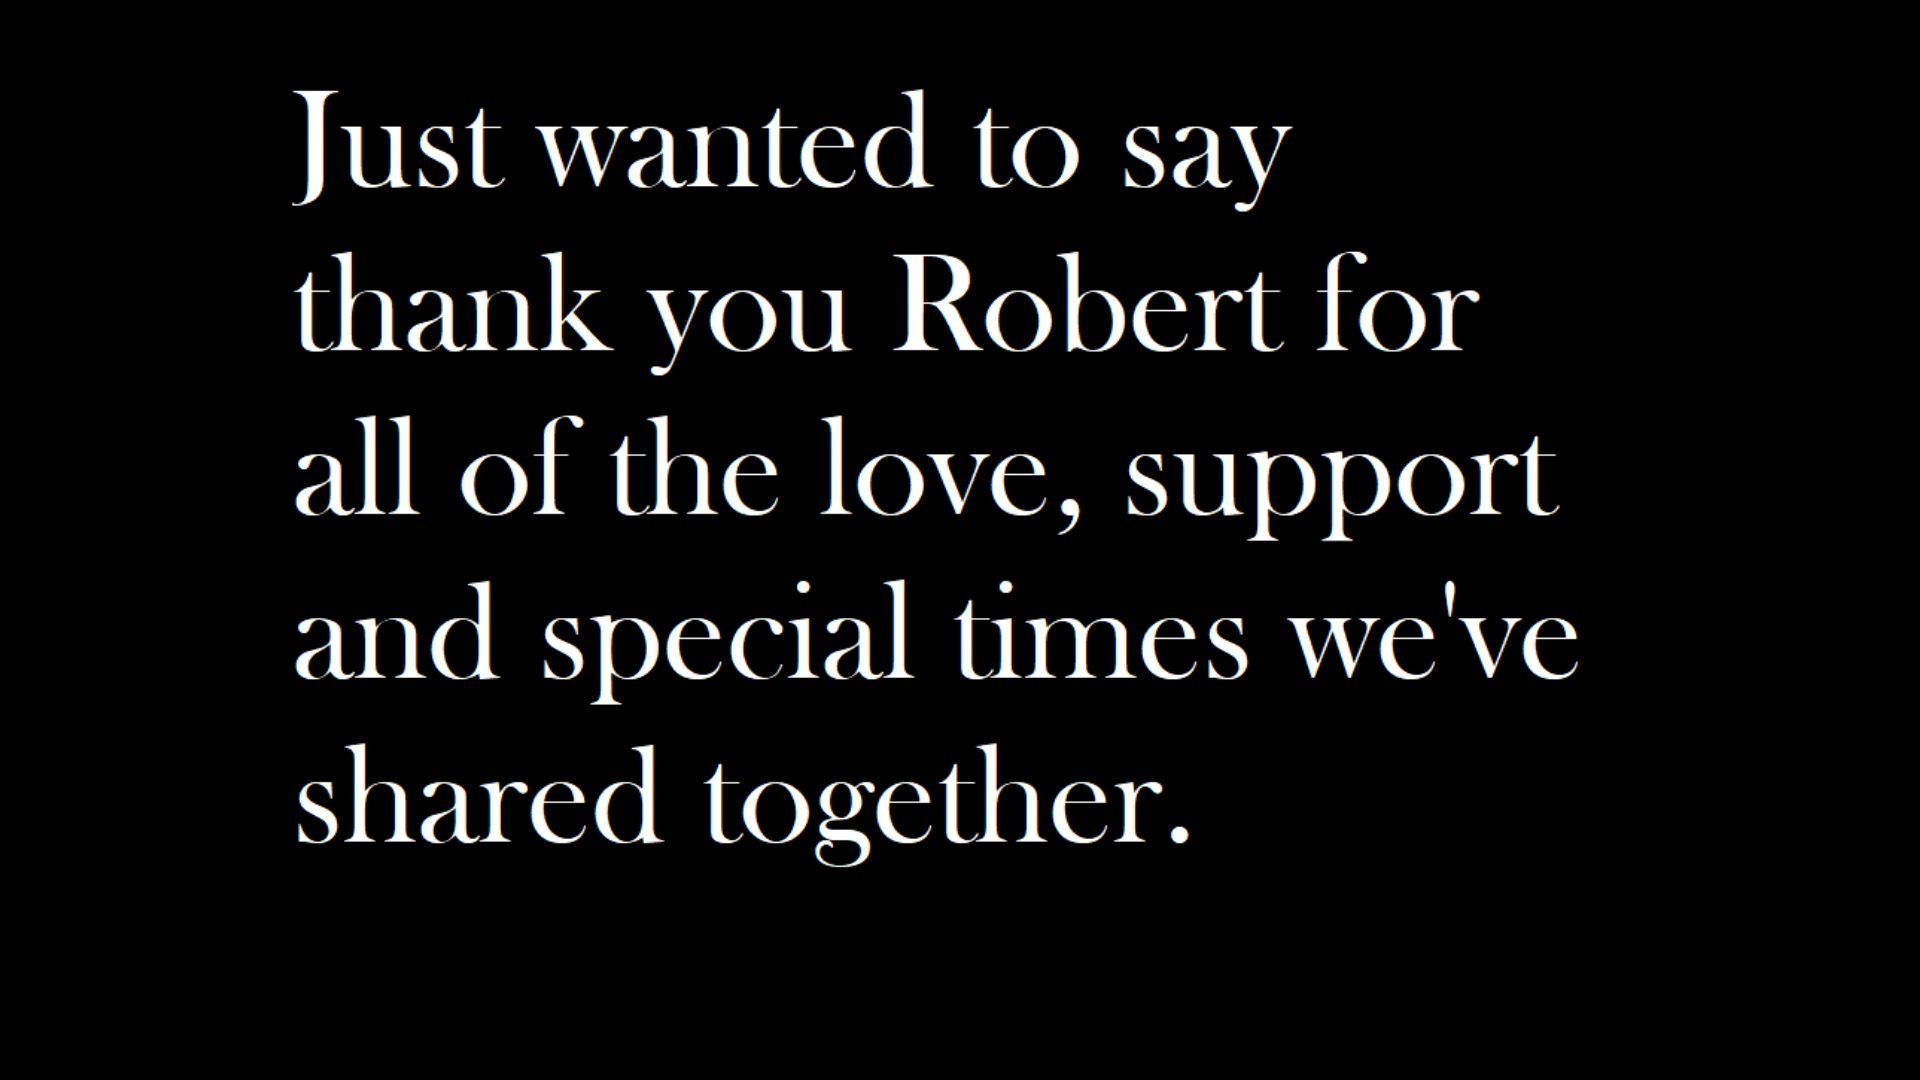 Just wanted to say
thank you Robert for
all of the love, support
and special times we've
shared together.